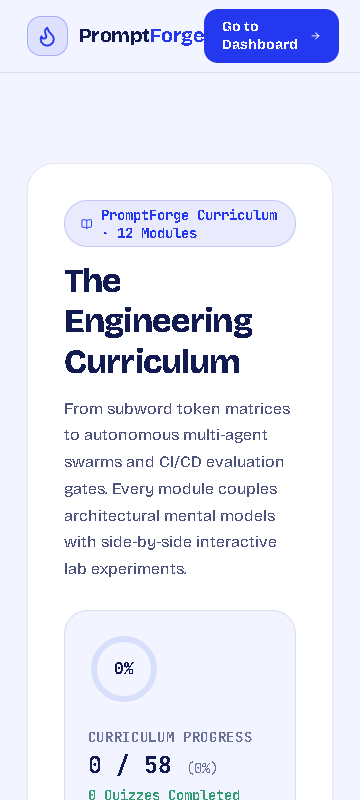 PromptForge
Go to
Dashboard →
PromptForge Curriculum
· 12 Modules
The
Engineering
Curriculum
From subword token matrices
to autonomous multi-agent
swarms and CI/CD evaluation
gates. Every module couples
architectural mental models
with side-by-side interactive
lab experiments.
0%
CURRICULUM PROGRESS
0 / 58 (0%)
0 Quizzes Completed